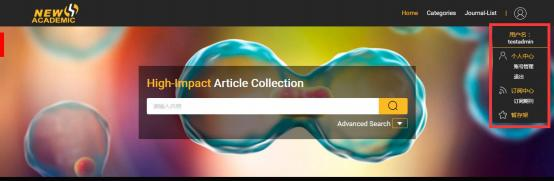 NEW
ACADEMIC
Home Categories Journal-List
用户名：
testadmin
个人中心
账号管理
退出
订阅中心
订阅期刊
暂存架
High-Impact Article Collection
请输入内容
Advanced Search